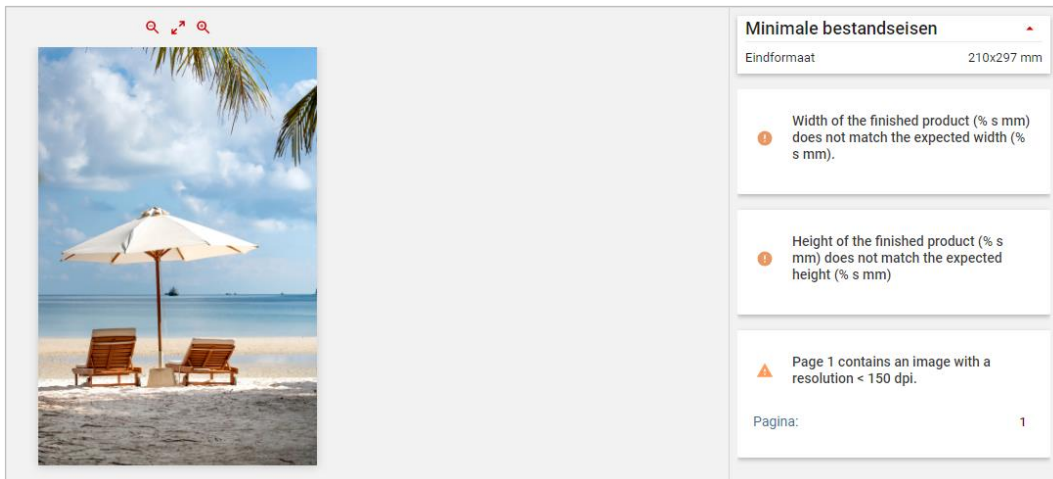 Minimale bestandseisen
Eindformaat 210x297 mm
Width of the finished product (% s mm)
does not match the expected width (%
s mm).
Height of the finished product (% s
mm) does not match the expected
height (% s mm)
Page 1 contains an image with a
resolution < 150 dpi.
Pagina: 1